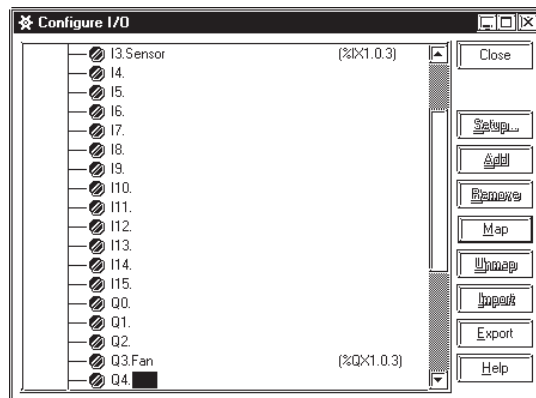 Configure I/O
I3.Sensor (%IX1.0.3)
I4.
I5.
I6.
I7.
I8.
I9.
I10.
I11.
I12.
I13.
I14.
I15.
Q0.
Q1.
Q2.
Q3.Fan (%QX1.0.3)
Q4.
Close
Setup...
Add
Remove
Map
Unmap
Import
Export
Help